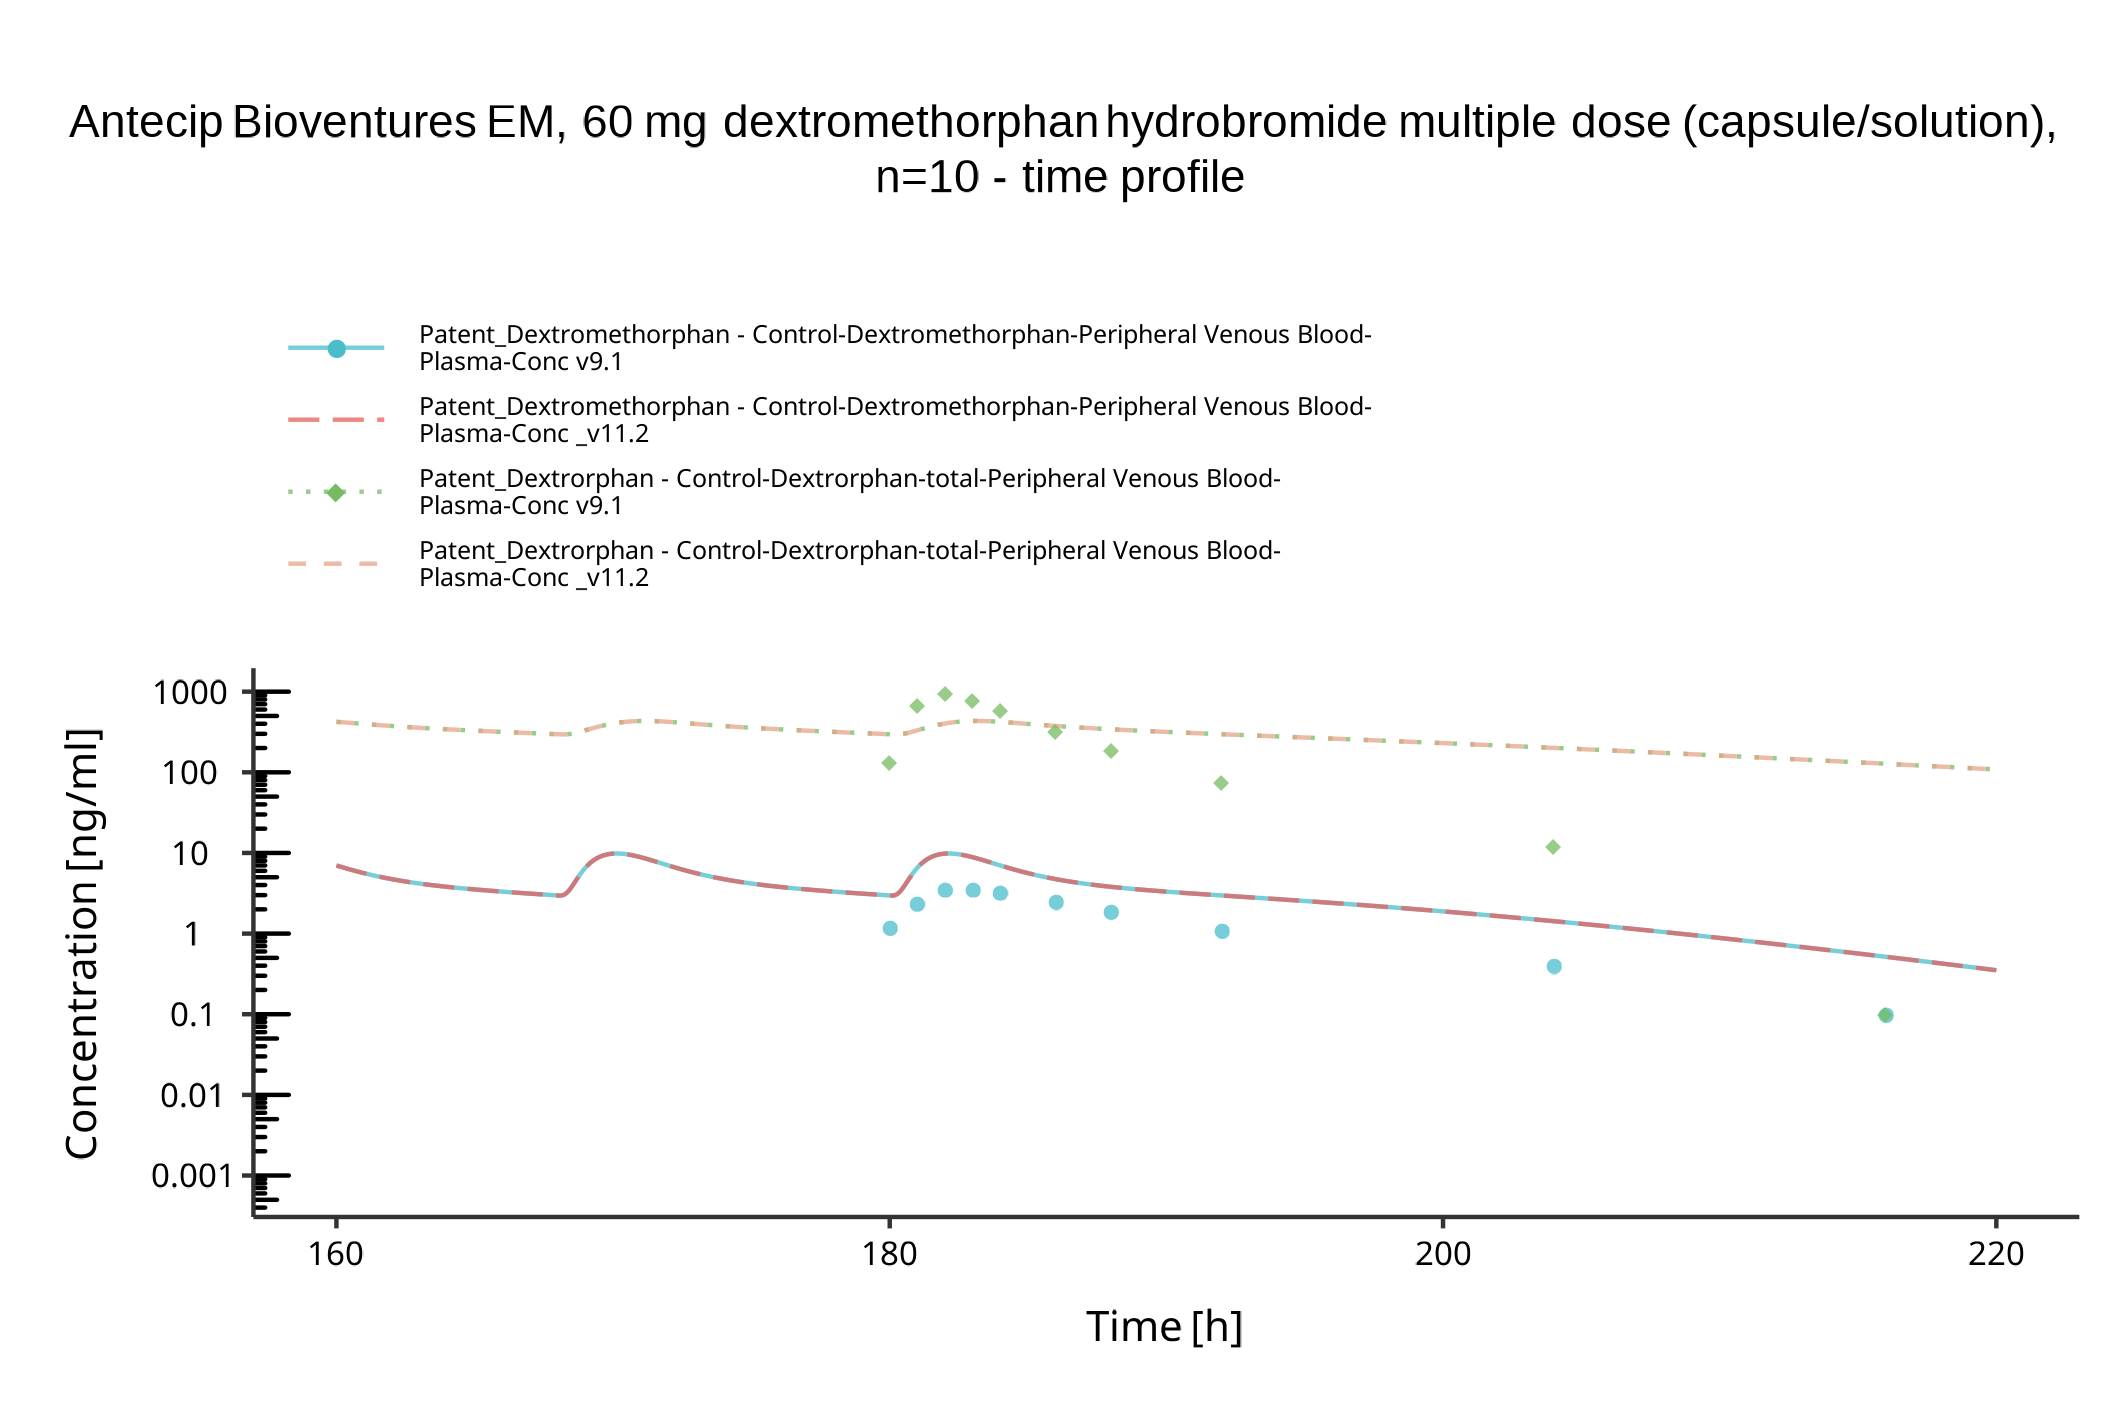 Antecip Bioventures EM, 60 mg dextromethorphan hydrobromide multiple dose (capsule/solution),
n=10 - time profile
Patent_Dextromethorphan - Control-Dextromethorphan-Peripheral Venous Blood-
Plasma-Conc v9.1
Patent_Dextromethorphan - Control-Dextromethorphan-Peripheral Venous Blood-
Plasma-Conc _v11.2
Patent_Dextrorphan - Control-Dextrorphan-total-Peripheral Venous Blood-
Plasma-Conc v9.1
Patent_Dextrorphan - Control-Dextrorphan-total-Peripheral Venous Blood-
Plasma-Conc _v11.2
Concentration [ng/ml]
1000
100
10
1
0.1
0.01
0.001
160
180
200
220
Time [h]